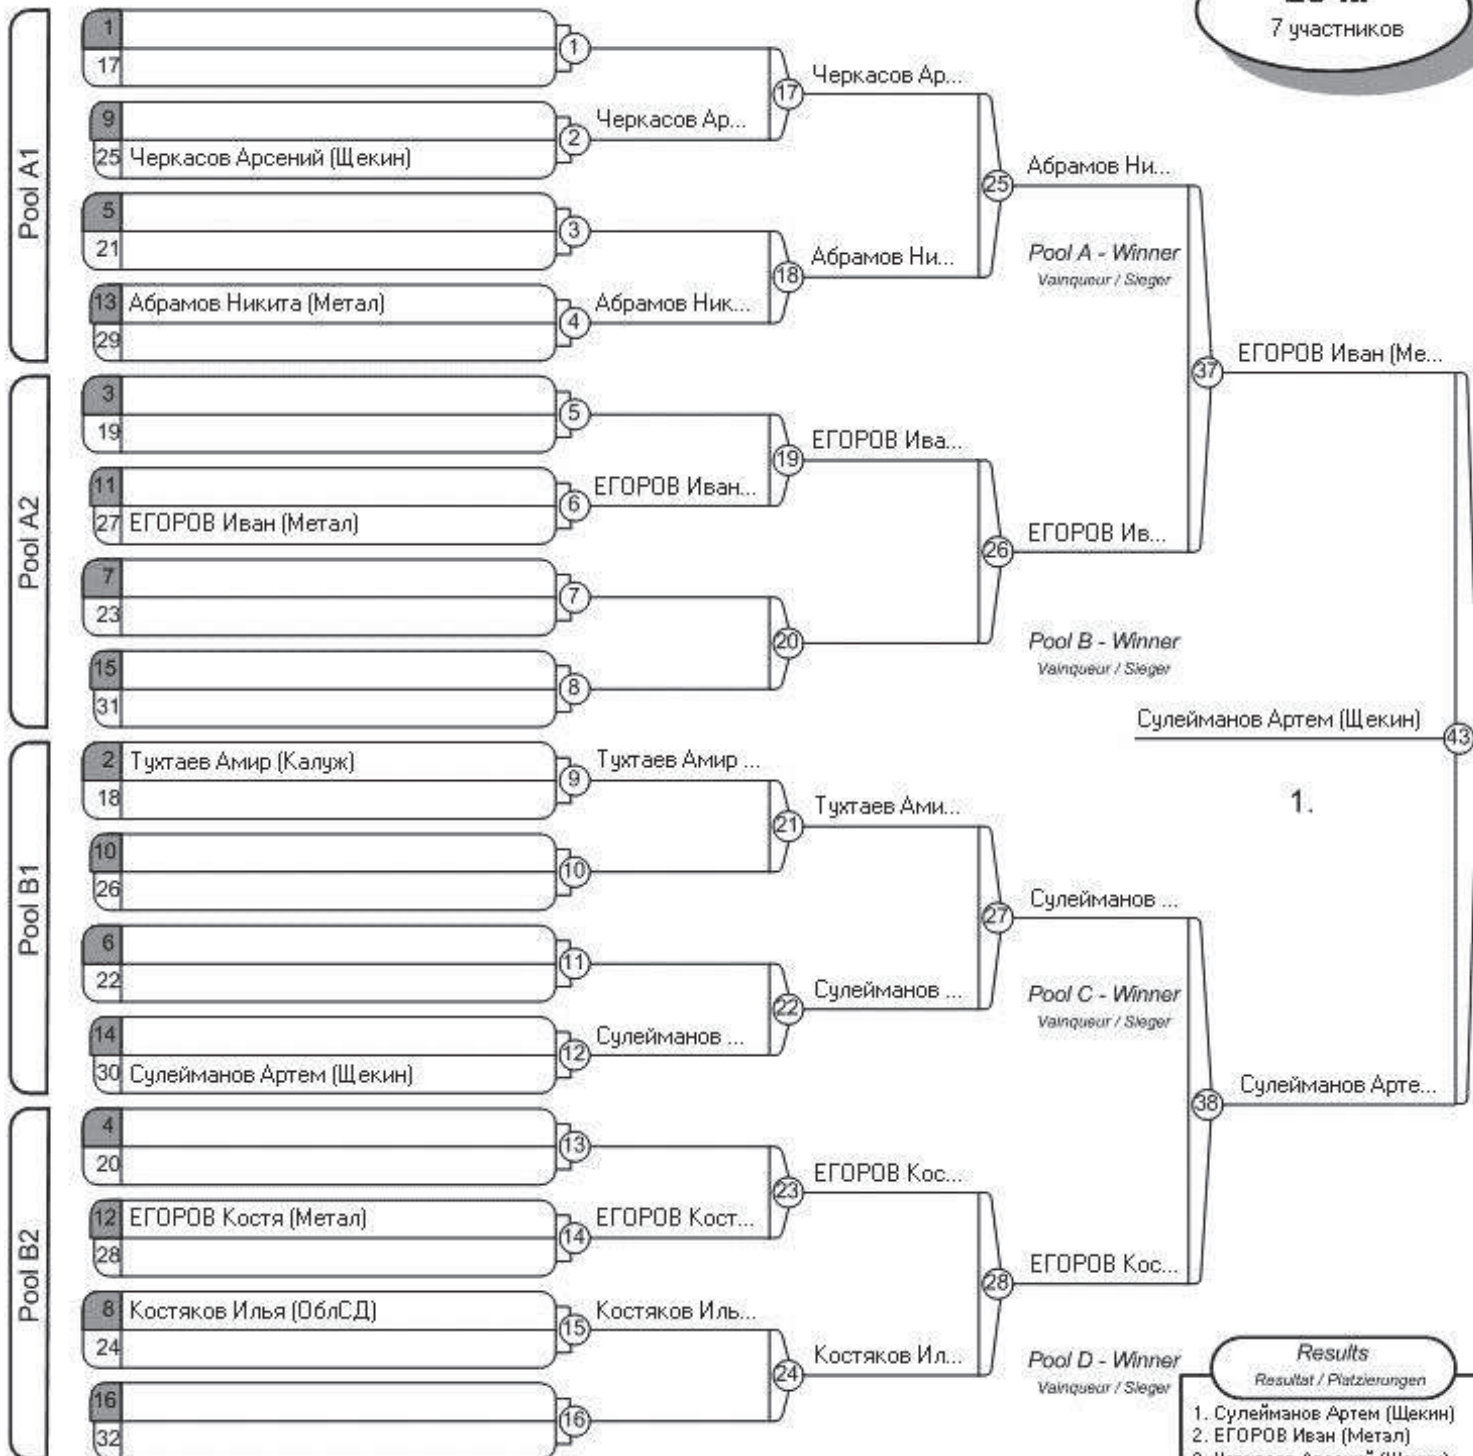 7 участников
Pool A1
1
17
1
9
25 Черкасов Арсений (Щекин)
2
Черкасов Ар...
17
Черкасов Ар...
5
21
3
13 Абрамов Никита (Метал)
29
4
Абрамов Ник...
18
Абрамов Ни...
25
Абрамов Ни...
Pool A - Winner
Vainqueur / Sieger
Pool A2
3
19
5
11
27 ЕГОРОВ Иван (Метал)
6
ЕГОРОВ Иван...
19
ЕГОРОВ Ива...
7
23
7
15
31
8
20
26
ЕГОРОВ Ив...
Pool B - Winner
Vainqueur / Sieger
37
ЕГОРОВ Иван (Ме...
Сулейманов Артем (Щекин)
43
1.
Pool B1
2 Тухтаев Амир (Калуж)
18
9
Тухтаев Амир ...
10
26
10
21
Тухтаев Ами...
6
22
11
14
30 Сулейманов Артем (Щекин)
12
Сулейманов ...
22
Сулейманов ...
27
Сулейманов ...
Pool C - Winner
Vainqueur / Sieger
Pool B2
4
20
13
12 ЕГОРОВ Костя (Метал)
28
14
ЕГОРОВ Кост...
23
ЕГОРОВ Кос...
8 Костяков Илья (ОблСД)
24
15
Костяков Иль...
16
32
16
24
Костяков Ил...
28
ЕГОРОВ Кос...
Pool D - Winner
Vainqueur / Sieger
38
Сулейманов Арте...
Results
Resultat / Platzierungen
1. Сулейманов Артем (Щекин)
2. ЕГОРОВ Иван (Метал)